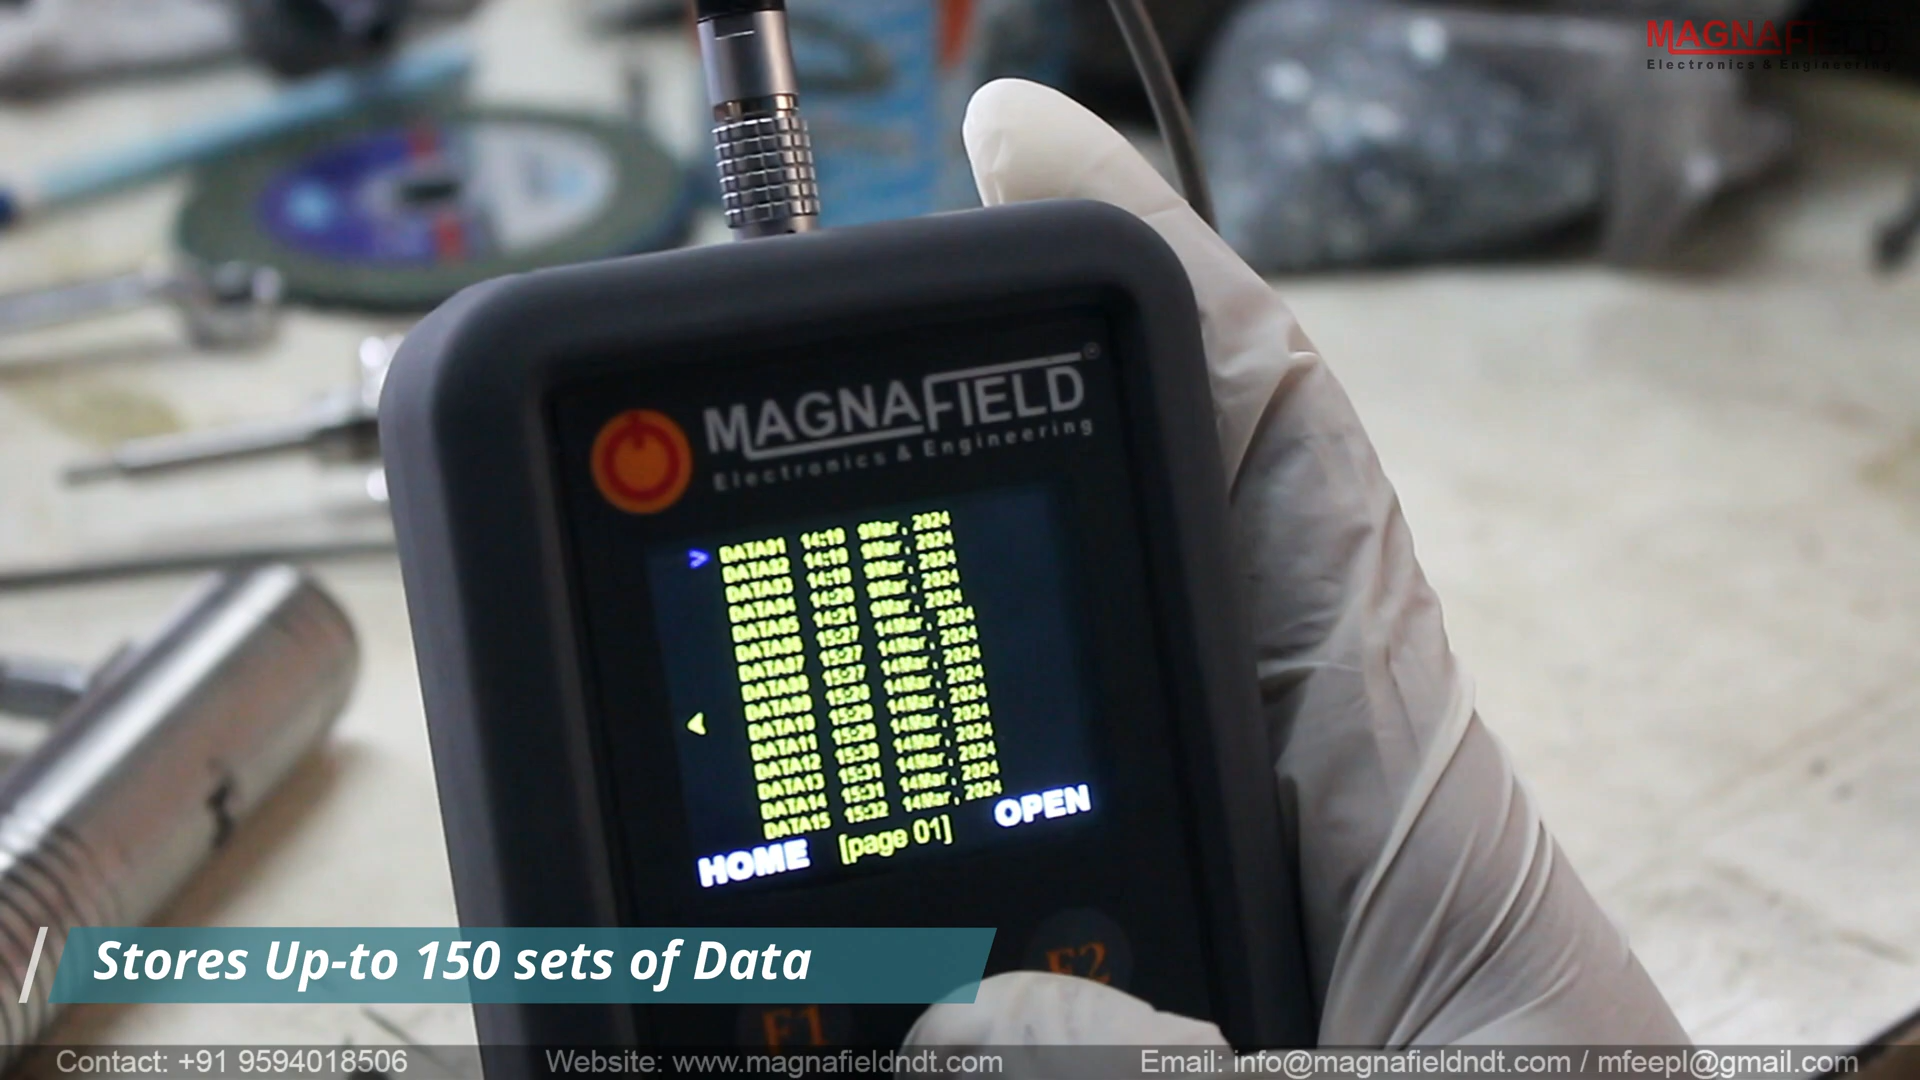 MAGNAFIELD
Electronics & Engineering
MAGNAFIELD®
Electronics & Engineering
> DATA01 14:19 9Mar, 2024
DATA02 14:19 9Mar, 2024
DATA03 14:19 9Mar, 2024
DATA04 14:20 9Mar, 2024
DATA05 14:21 9Mar, 2024
DATA06 15:27 14Mar, 2024
DATA07 15:27 14Mar, 2024
DATA08 15:27 14Mar, 2024
DATA09 15:28 14Mar, 2024
DATA10 15:29 14Mar, 2024
DATA11 15:29 14Mar, 2024
DATA12 15:30 14Mar, 2024
DATA13 15:31 14Mar, 2024
DATA14 15:31 14Mar, 2024
DATA15 15:32 14Mar, 2024
HOME [page 01] OPEN
F1 F2
Stores Up-to 150 sets of Data
Contact: +91 9594018506 Website: www.magnafieldndt.com Email: info@magnafieldndt.com / mfeepl@gmail.com